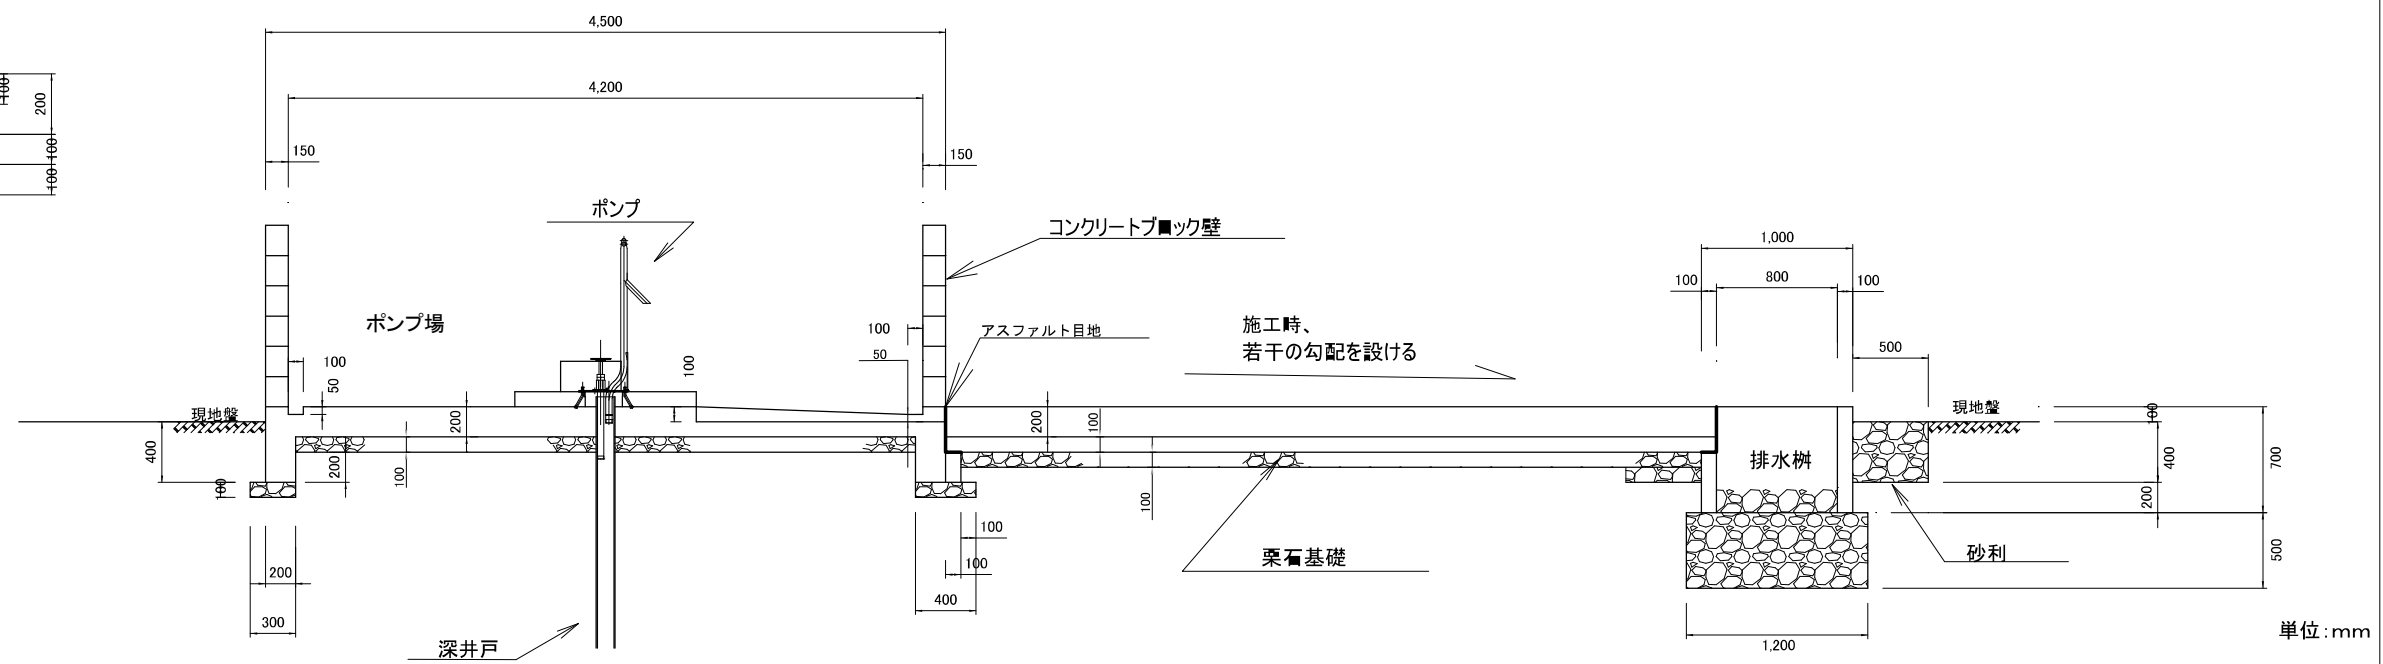 4,500
4,200
100
200
100
100
150
150
ポンプ
コンクリートブロック壁
1,000
100
800
100
ポンプ場
100
アスファルト目地
施工時、
若干の勾配を設ける
500
100
50
100
50
現地盤
現地盤
400
200
200
100
100
200
100
100
排水桝
100
400
200
700
500
栗石基礎
砂利
200
300
100
100
400
深井戸
1,200
単位:mm